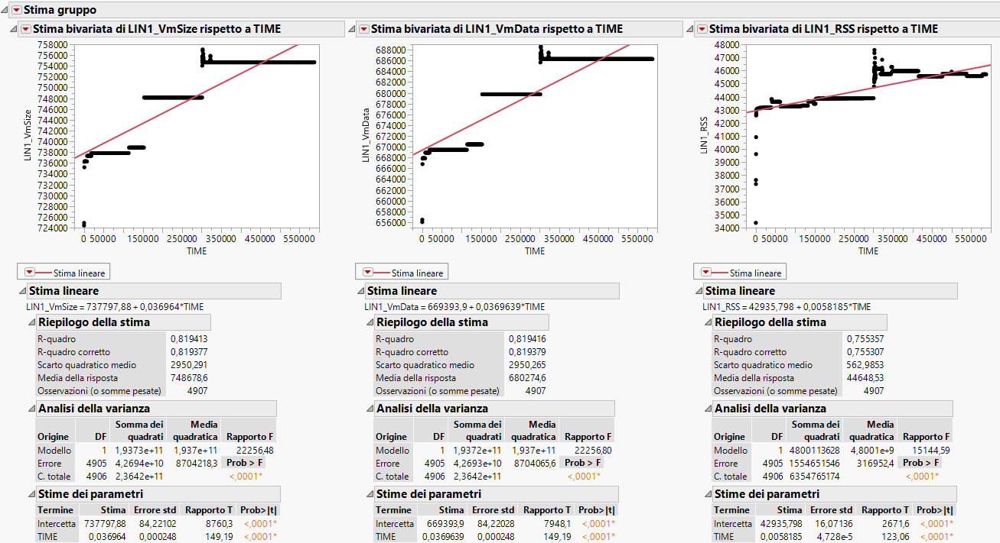 Stima gruppo
Stima bivariata di LIN1_VmSize rispetto a TIME
758000
756000
754000
752000
750000
748000
746000
744000
742000
740000
738000
736000
734000
732000
730000
728000
726000
724000
LIN1_VmSize
0 50000 150000 250000 350000 450000 550000
TIME
Stima lineare
Stima lineare
LIN1_VmSize = 737797,88 + 0,036964*TIME
Riepilogo della stima
R-quadro 0,819413
R-quadro corretto 0,819377
Scarto quadratico medio 2950,291
Media della risposta 748678,6
Osservazioni (o somme pesate) 4907
Analisi della varianza
Origine DF Somma dei quadrati Media quadratica Rapporto F
Modello 1 1,9373e+11 1,937e+11 22256,48
Errore 4905 4,2694e+10 8704218,3 Prob > F
C. totale 4906 2,3642e+11 <,0001*
Stime dei parametri
Termine Stima Errore std Rapporto T Prob>|t|
Intercetta 737797,88 84,22102 8760,3 <,0001*
TIME 0,036964 0,000248 149,19 <,0001*
Stima bivariata di LIN1_VmData rispetto a TIME
688000
686000
684000
682000
680000
678000
676000
674000
672000
670000
668000
666000
664000
662000
660000
658000
656000
LIN1_VmData
0 50000 150000 250000 350000 450000 550000
TIME
Stima lineare
Stima lineare
LIN1_VmData = 669393,9 + 0,0369639*TIME
Riepilogo della stima
R-quadro 0,819416
R-quadro corretto 0,819379
Scarto quadratico medio 2950,265
Media della risposta 680274,6
Osservazioni (o somme pesate) 4907
Analisi della varianza
Origine DF Somma dei quadrati Media quadratica Rapporto F
Modello 1 1,9372e+11 1,937e+11 22256,80
Errore 4905 4,2693e+10 8704065,6 Prob > F
C. totale 4906 2,3642e+11 <,0001*
Stime dei parametri
Termine Stima Errore std Rapporto T Prob>|t|
Intercetta 669393,9 84,22028 7948,1 <,0001*
TIME 0,0369639 0,000248 149,19 <,0001*
Stima bivariata di LIN1_RSS rispetto a TIME
48000
47000
46000
45000
44000
43000
42000
41000
40000
39000
38000
37000
36000
35000
34000
LIN1_RSS
0 50000 150000 250000 350000 450000 550000
TIME
Stima lineare
Stima lineare
LIN1_RSS = 42935,798 + 0,0058185*TIME
Riepilogo della stima
R-quadro 0,755357
R-quadro corretto 0,755307
Scarto quadratico medio 562,9853
Media della risposta 44648,53
Osservazioni (o somme pesate) 4907
Analisi della varianza
Origine DF Somma dei quadrati Media quadratica Rapporto F
Modello 1 4800113628 4,8001e+9 15144,59
Errore 4905 1554651546 316952,4 Prob > F
C. totale 4906 6354765174 <,0001*
Stime dei parametri
Termine Stima Errore std Rapporto T Prob>|t|
Intercetta 42935,798 16,07136 2671,6 <,0001*
TIME 0,0058185 4,728e-5 123,06 <,0001*